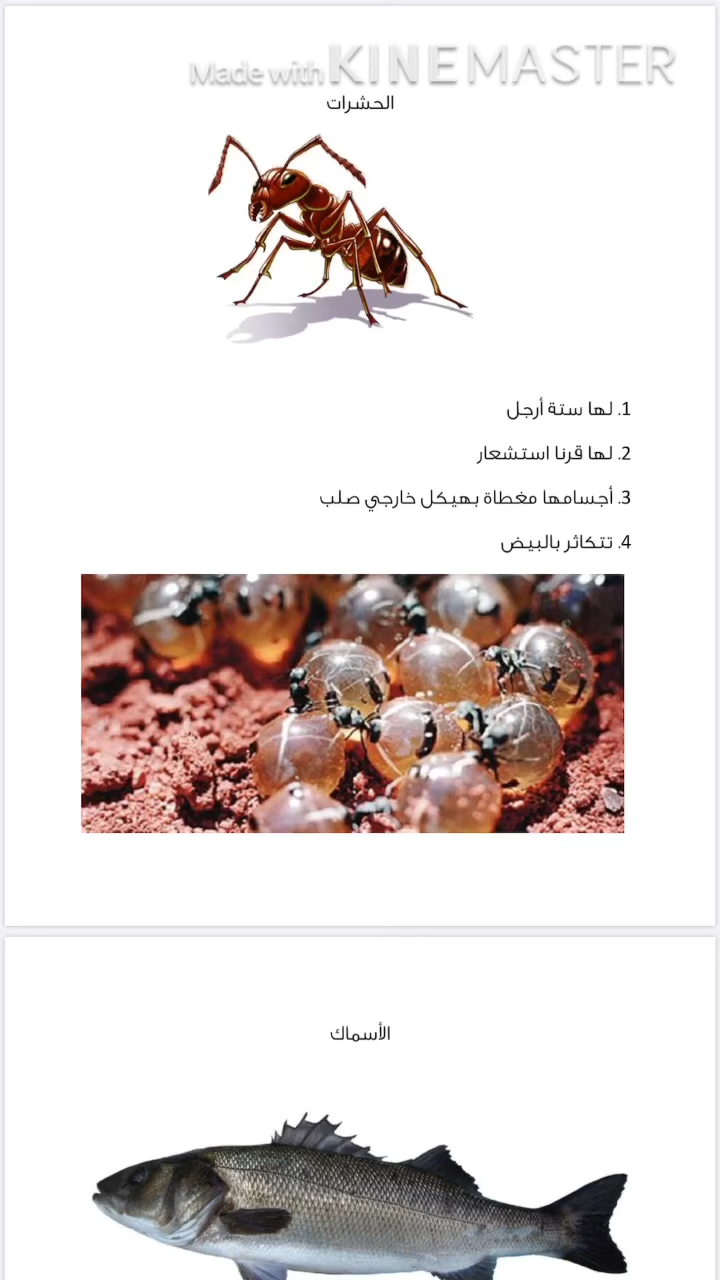 Made with KINEMASTER
الحشرات
1. لها ستة أرجل
2. لها قرنا استشعار
3. أجسامها مغطاة بهيكل خارجي صلب
4. تتكاثر بالبيض
الأسماك